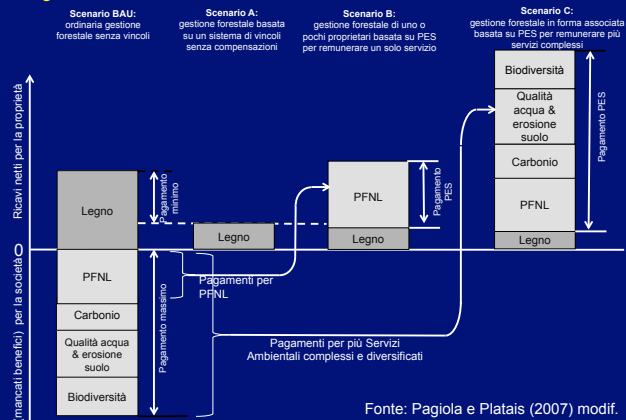 Scenario BAU:
ordinaria gestione
forestale senza vincoli
Scenario A:
gestione forestale basata
su un sistema di vincoli
senza compensazioni
Scenario B:
gestione forestale di uno o
pochi proprietari basata su PES
per remunerare un solo servizio
Scenario C:
gestione forestale in forma associata
basata su PES per remunerare più
servizi complessi
Ricavi netti per la proprietà
(mancati benefici) per la società
0
Legno
Pagamento
minimo
PFNL
Carbonio
Qualità acqua
& erosione
suolo
Biodiversità
Pagamento massimo
Legno
Pagamenti per
PFNL
Pagamenti per più Servizi
Ambientali complessi e diversificati
PFNL
Legno
Pagamento
PES
Biodiversità
Qualità
acqua &
erosione
suolo
Carbonio
PFNL
Legno
Pagamento PES
Fonte: Pagiola e Platais (2007) modif.